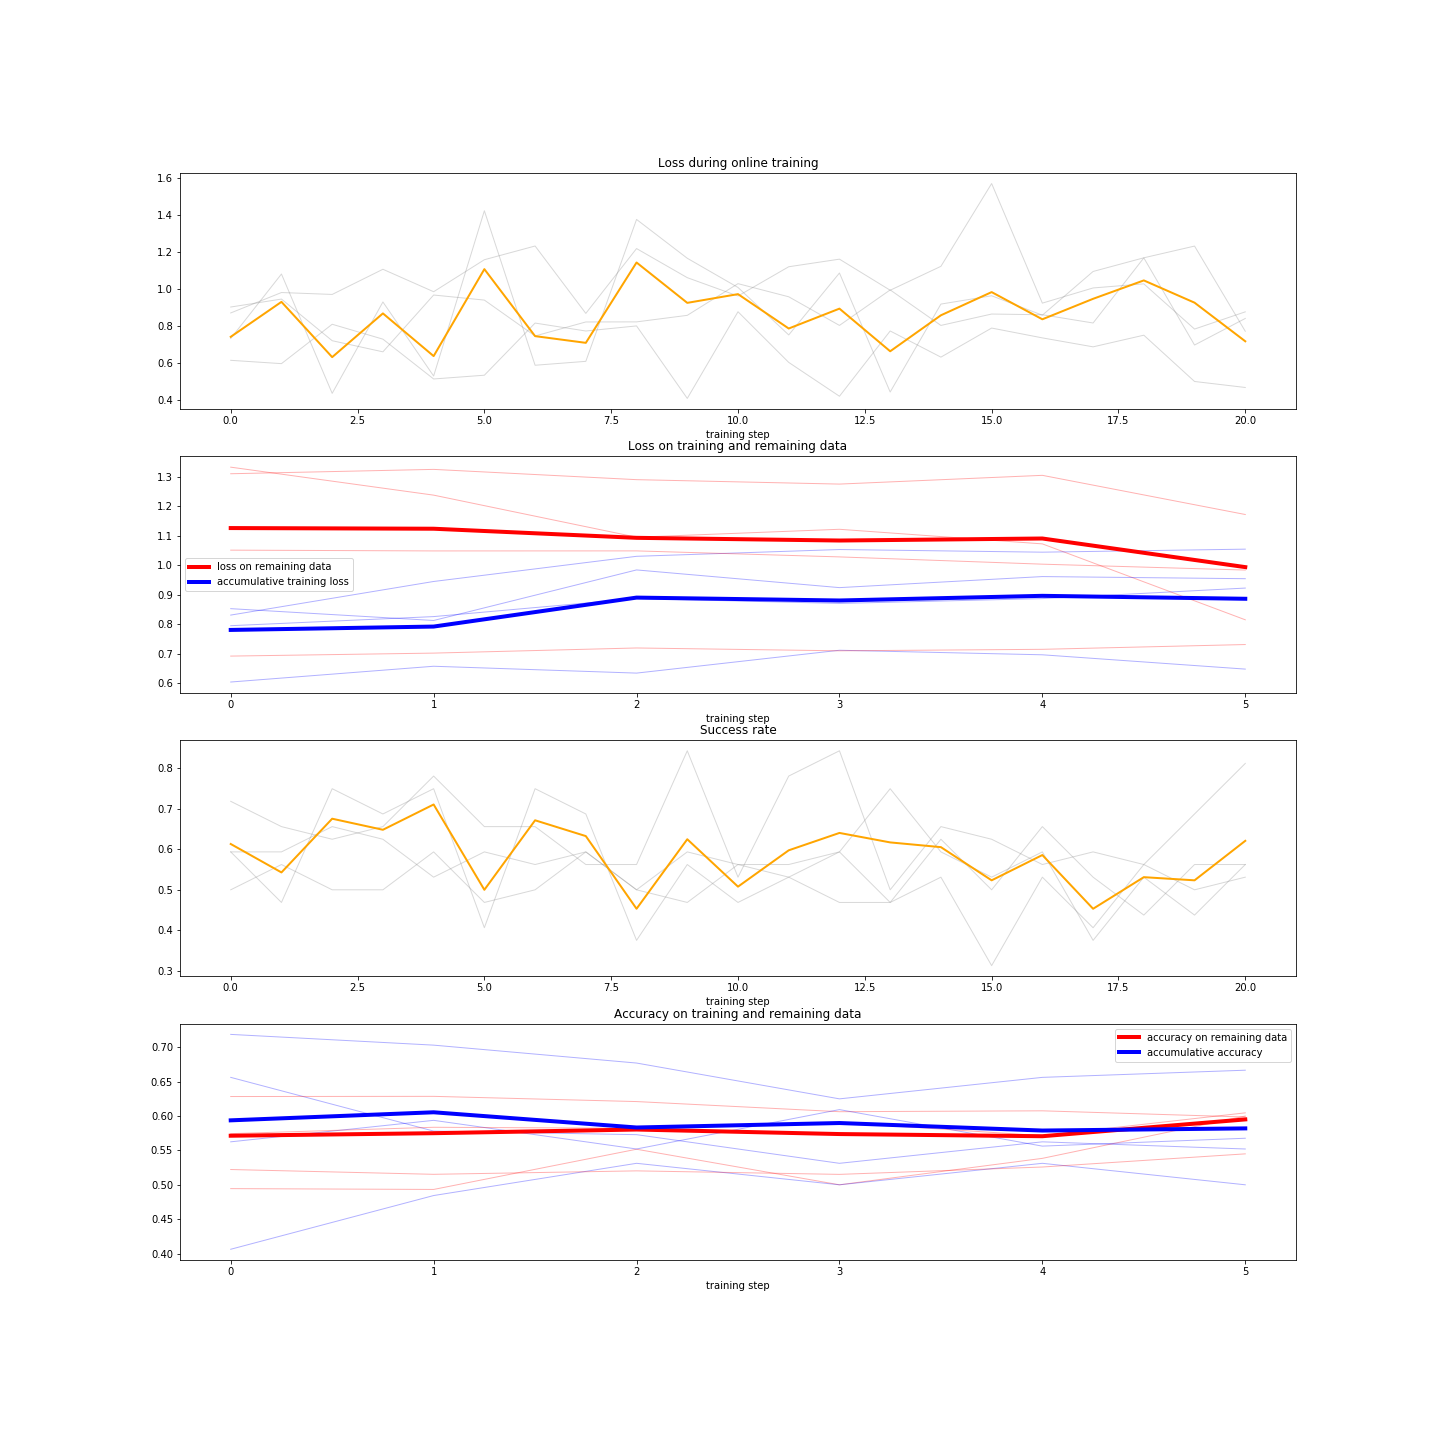 Loss during online training
1.6
1.4
1.2
1.0
0.8
0.6
0.4
0.0 2.5 5.0 7.5 10.0 12.5 15.0 17.5 20.0
training step
Loss on training and remaining data
1.3
1.2
1.1
1.0
0.9
0.8
0.7
0.6
loss on remaining data
accumulative training loss
0 1 2 3 4 5
training step
Success rate
0.8
0.7
0.6
0.5
0.4
0.3
0.0 2.5 5.0 7.5 10.0 12.5 15.0 17.5 20.0
training step
Accuracy on training and remaining data
0.70
0.65
0.60
0.55
0.50
0.45
0.40
accuracy on remaining data
accumulative accuracy
0 1 2 3 4 5
training step